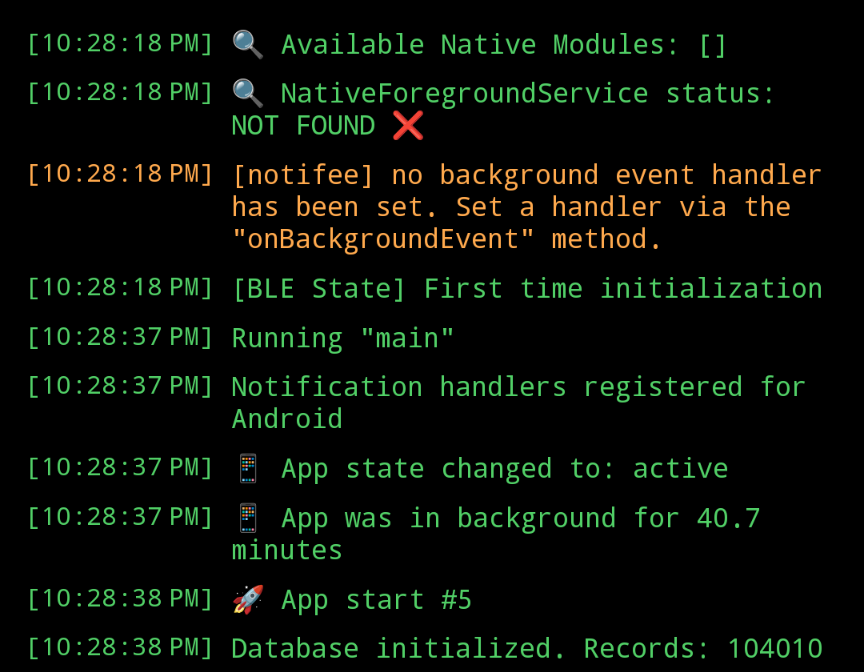 [10:28:18 PM] 🔍 Available Native Modules: []
[10:28:18 PM] 🔍 NativeForegroundService status:
NOT FOUND ❌
[10:28:18 PM] [notifee] no background event handler
has been set. Set a handler via the
"onBackgroundEvent" method.
[10:28:18 PM] [BLE State] First time initialization
[10:28:37 PM] Running "main"
[10:28:37 PM] Notification handlers registered for
Android
[10:28:37 PM] 📱 App state changed to: active
[10:28:37 PM] 📱 App was in background for 40.7
minutes
[10:28:38 PM] 🚀 App start #5
[10:28:38 PM] Database initialized. Records: 104010